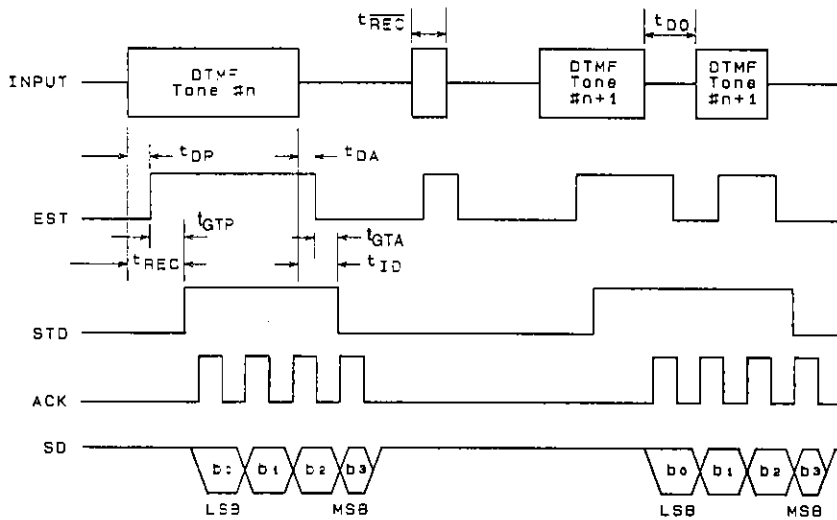 t̅R̅E̅C̅ tDO
INPUT DTMF Tone #n DTMF Tone #n+1 DTMF Tone #n+1
tDP tDA
EST
tGTP tGTA
tREC tID
STD
ACK
SD b0 b1 b2 b3 b0 b1 b2 b3
LSB MSB LSB MSB